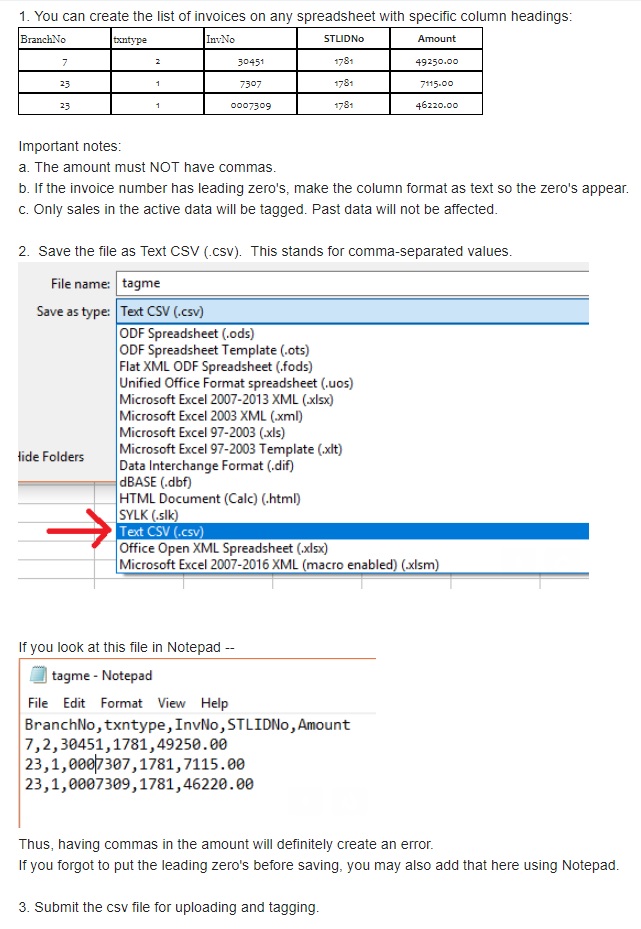 1. You can create the list of invoices on any spreadsheet with specific column headings:
BranchNo txntype InvNo STLIDNo Amount
7 2 30451 1781 49250.00
23 1 7307 1781 7115.00
23 1 0007309 1781 46220.00
Important notes:
a. The amount must NOT have commas.
b. If the invoice number has leading zero's, make the column format as text so the zero's appear.
c. Only sales in the active data will be tagged. Past data will not be affected.
2. Save the file as Text CSV (.csv). This stands for comma-separated values.
File name: tagme
Save as type: Text CSV (.csv)
ODF Spreadsheet (.ods)
ODF Spreadsheet Template (.ots)
Flat XML ODF Spreadsheet (.fods)
Unified Office Format spreadsheet (.uos)
Microsoft Excel 2007-2013 XML (.xlsx)
Microsoft Excel 2003 XML (.xml)
Microsoft Excel 97-2003 (.xls)
Microsoft Excel 97-2003 Template (.xlt)
Hide Folders
Data Interchange Format (.dif)
dBASE (.dbf)
HTML Document (Calc) (.html)
SYLK (.slk)
Text CSV (.csv)
Office Open XML Spreadsheet (.xlsx)
Microsoft Excel 2007-2016 XML (macro enabled) (.xlsm)
If you look at this file in Notepad --
tagme - Notepad
File Edit Format View Help
BranchNo,txntype,InvNo,STLIDNo,Amount
7,2,30451,1781,49250.00
23,1,0007307,1781,7115.00
23,1,0007309,1781,46220.00
Thus, having commas in the amount will definitely create an error.
If you forgot to put the leading zero's before saving, you may also add that here using Notepad.
3. Submit the csv file for uploading and tagging.